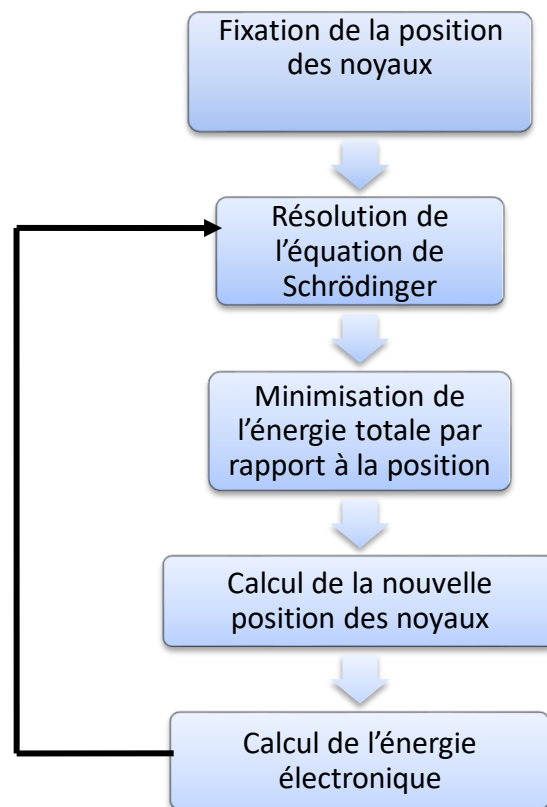 Fixation de la position
des noyaux
Résolution de
l’équation de
Schrödinger
Minimisation de
l’énergie totale par
rapport à la position
Calcul de la nouvelle
position des noyaux
Calcul de l’énergie
électronique